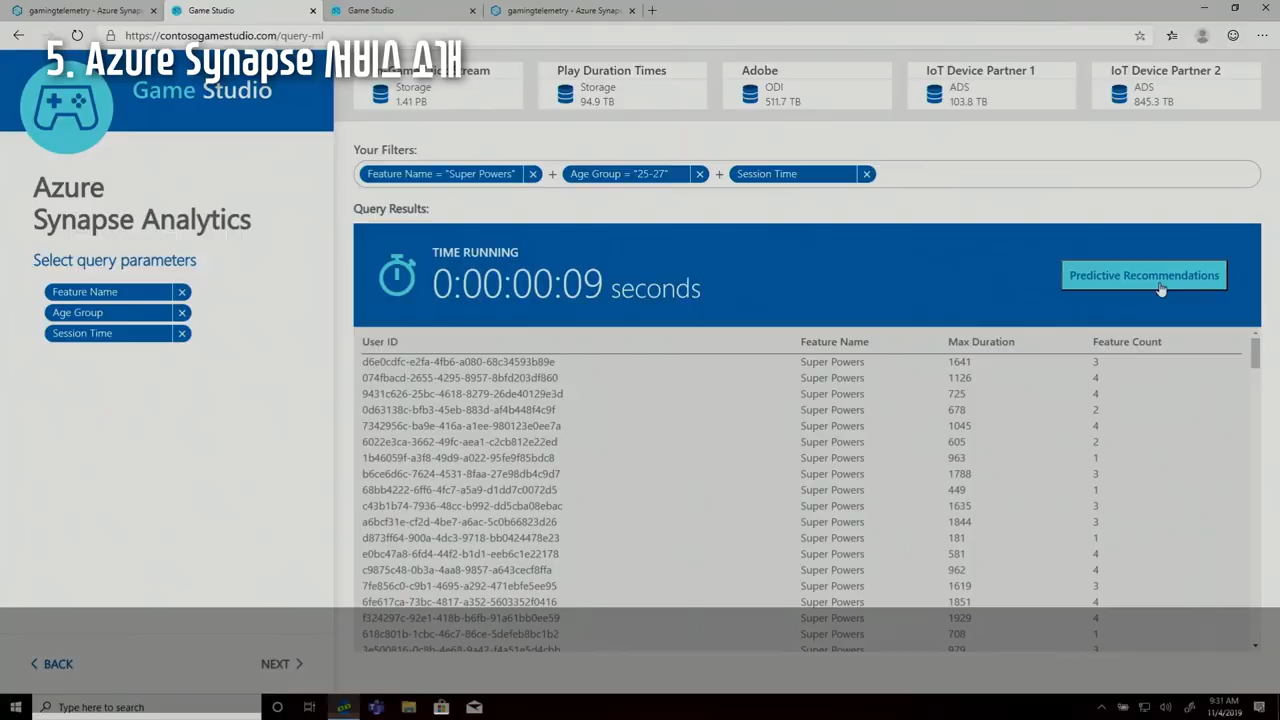 gamingtelemetry - Azure Synaps
Game Studio
Game Studio
gamingtelemetry - Azure Synaps
https://contosogamestudio.com/query-ml
5. Azure Synapse 서비스 소개
Game Studio
Storage
1.41 PB
Play Duration Times
Storage
94.9 TB
Adobe
ODI
511.7 TB
IoT Device Partner 1
ADS
103.8 TB
IoT Device Partner 2
ADS
845.3 TB
Azure
Synapse Analytics
Select query parameters
Feature Name
Age Group
Session Time
Your Filters:
Feature Name = "Super Powers" + Age Group = "25-27" + Session Time
Query Results:
TIME RUNNING
0:00:00:09 seconds
Predictive Recommendations
User ID Feature Name Max Duration Feature Count
d6e0cdfc-e2fa-4fb6-a080-68c34593b89e Super Powers 1641 3
074fbacd-2655-4295-8957-8bfd203df860 Super Powers 1126 4
9431c626-25bc-4618-8279-26de40129e3d Super Powers 725 4
0d63138c-bfb3-45eb-883d-af4b448f4c9f Super Powers 678 2
7342956c-ba9e-416a-a1ee-980123e0ee7a Super Powers 1045 4
6022e3ca-3662-49fc-aea1-c2cb812e22ed Super Powers 605 2
1b46059f-a3f8-49d9-a022-95fe9f85bdc8 Super Powers 963 1
b6ce6d6c-7624-4531-8faa-27e98db4c9d7 Super Powers 1788 3
68bb4222-6ff6-4fc7-a5a9-d1dd7c0072d5 Super Powers 449 1
c43b1b74-7936-48cc-b992-dd5cba08ebac Super Powers 1635 3
a6bcf31e-cf2d-4be7-a6ac-5c0b66823d26 Super Powers 1844 3
d873ff64-900a-4dc3-9718-bb0424478e23 Super Powers 181 1
e0bc47a8-6fd4-44f2-b1d1-eeb6c1e22178 Super Powers 581 4
c9875c48-0b3a-4aa8-9857-a643cecf8ffa Super Powers 962 4
7fe856c0-c9b1-4695-a292-471ebfe5ee95 Super Powers 1619 3
6fe617ca-73bc-4817-a352-5603352f0416 Super Powers 1851 4
f324297c-92e1-418b-b6fb-91a61bb0ee59 Super Powers 1929 4
618c801b-1cbc-46c7-86ce-5defeb8bc1b2 Super Powers 708 1
Super Powers 979 3
BACK
NEXT
Type here to search
9:31 AM
11/4/2019